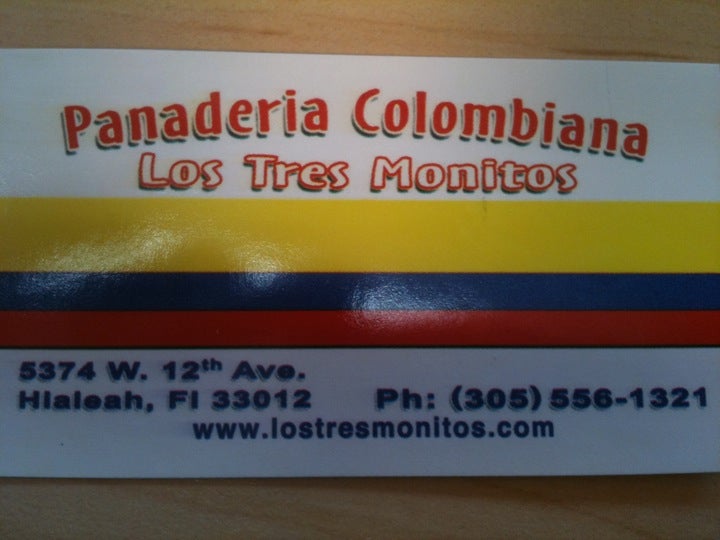 Panaderia Colombiana
Los Tres Monitos
5374 W. 12th Ave.
Hialeah, Fl 33012 Ph: (305) 556-1321
www.lostresmonitos.com